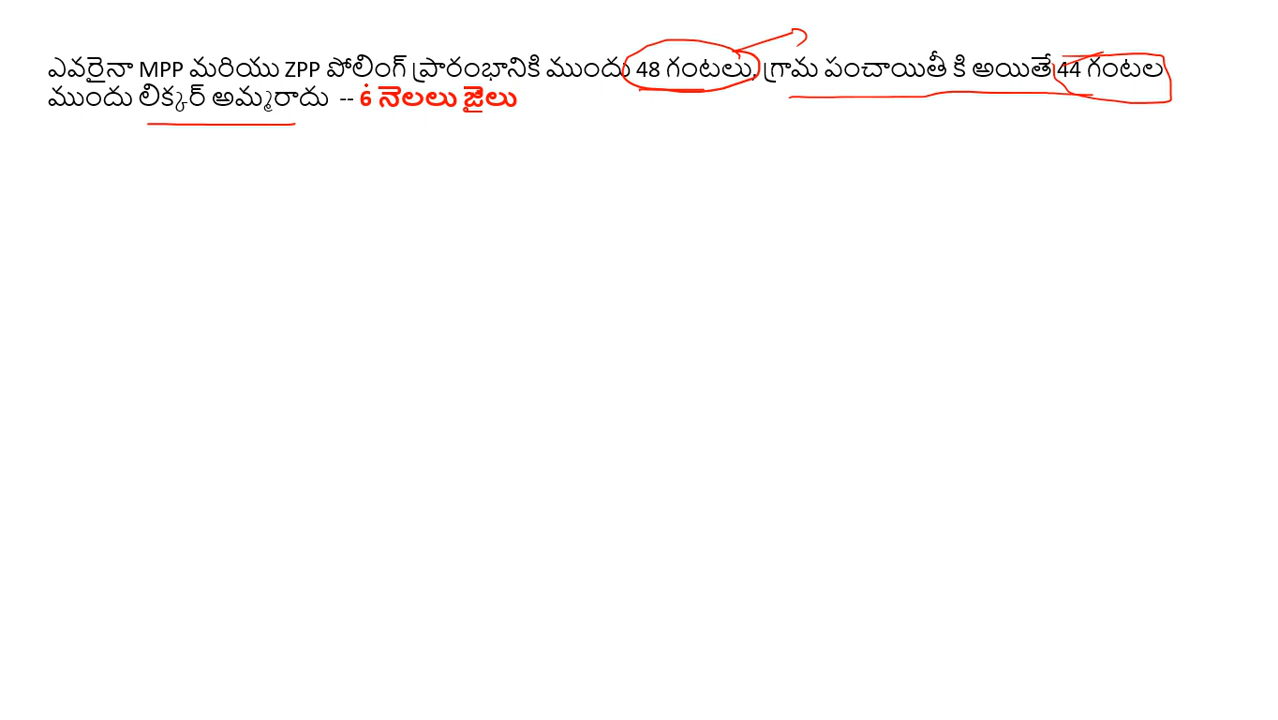 ఎవరైనా MPP మరియు ZPP పోలింగ్ ప్రారంభానికి ముందు 48 గంటలు, గ్రామ పంచాయితీ కి అయితే 44 గంటల
ముందు లిక్కర్ అమ్మరాదు -- 6 నెలలు జైలు